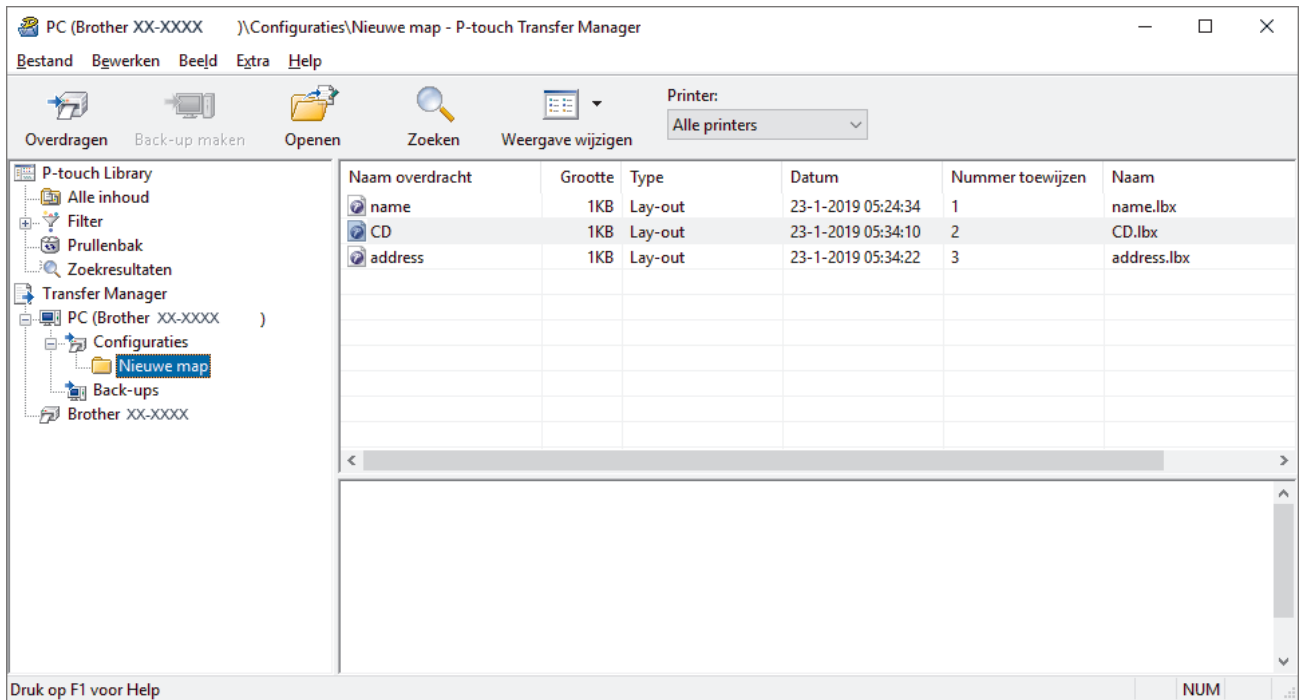 PC (Brother XX-XXXX )\Configuraties\Nieuwe map - P-touch Transfer Manager
Bestand Bewerken Beeld Extra Help
Printer:
Alle printers
Overdragen Back-up maken Openen Zoeken Weergave wijzigen
P-touch Library
Alle inhoud
Filter
Prullenbak
Zoekresultaten
Transfer Manager
PC (Brother XX-XXXX )
Configuraties
Nieuwe map
Back-ups
Brother XX-XXXX
Naam overdracht Grootte Type Datum Nummer toewijzen Naam
name 1KB Lay-out 23-1-2019 05:24:34 1 name.lbx
CD 1KB Lay-out 23-1-2019 05:34:10 2 CD.lbx
address 1KB Lay-out 23-1-2019 05:34:22 3 address.lbx
Druk op F1 voor Help NUM